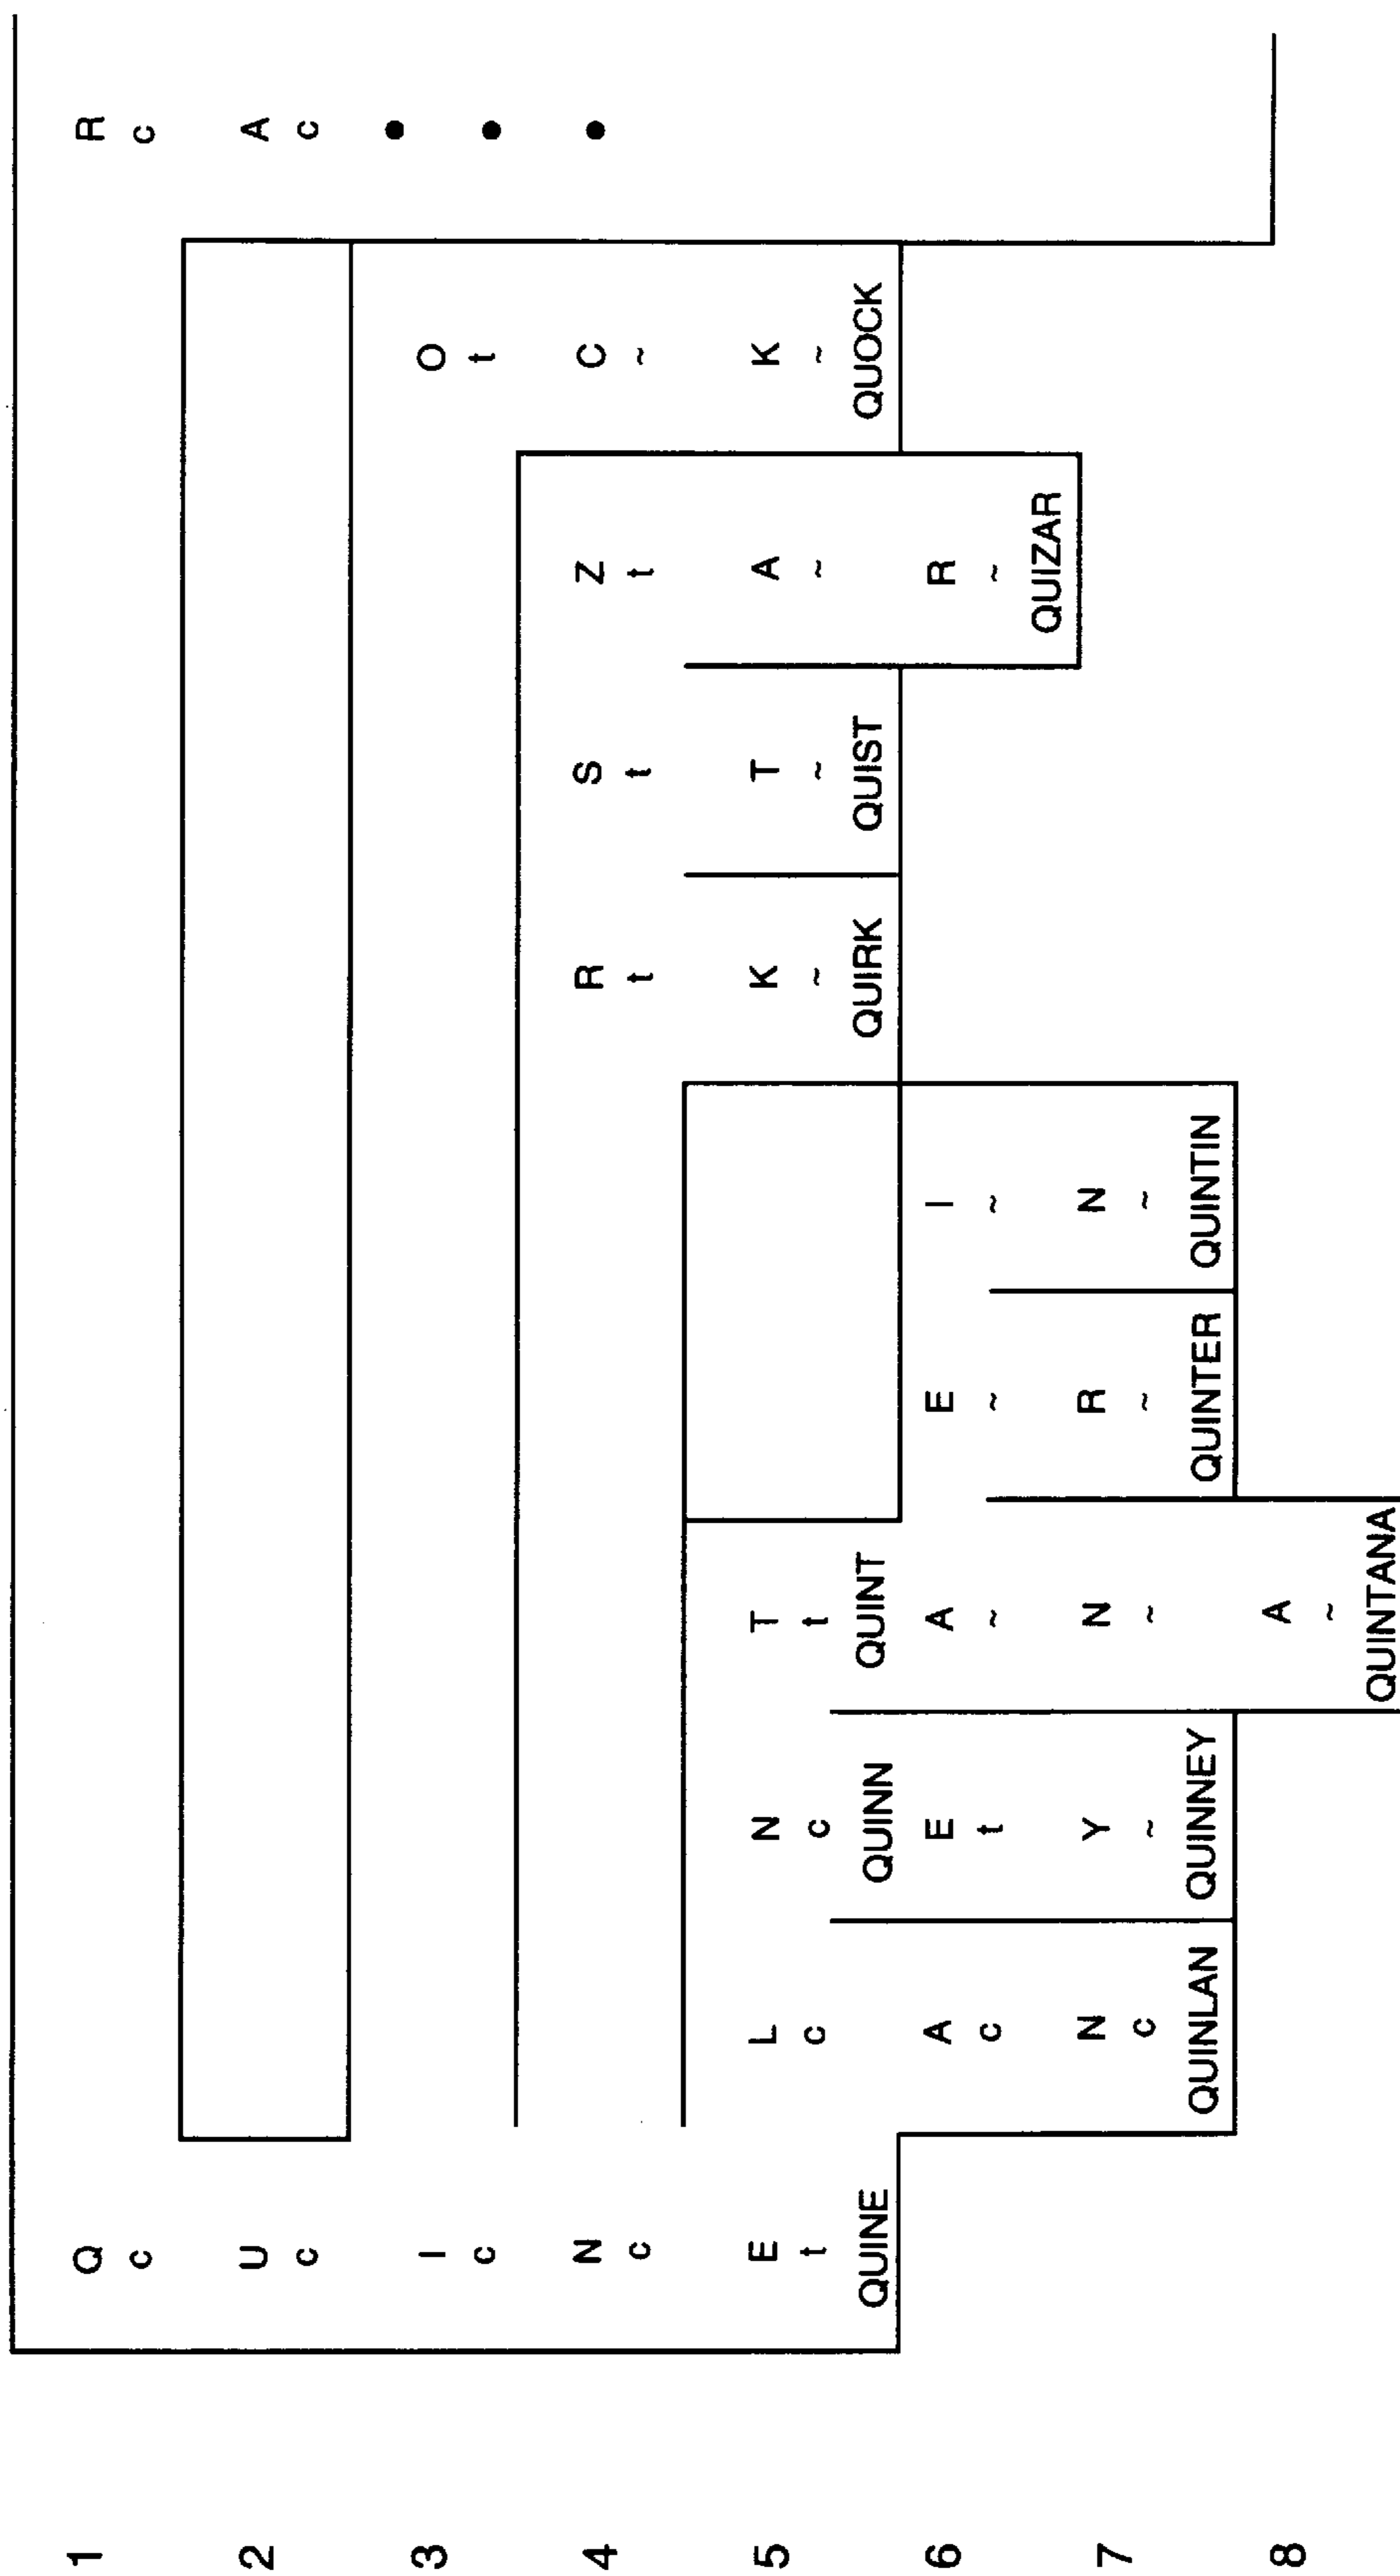 1 Q R
c c
2 U A
c c
•
3 I O
c t •
4 N R S Z C •
c t t t ~
5 E L N T K T A K
t c c t ~ ~ ~ ~
QUINE QUINN QUINT QUIRK QUIST QUOCK
6 A E A E I R
c t ~ ~ ~ ~
QUIZAR
7 N Y N R N
c ~ ~ ~ ~
QUINLAN QUINNEY QUINTER QUINTIN
8 A
~
QUINTANA